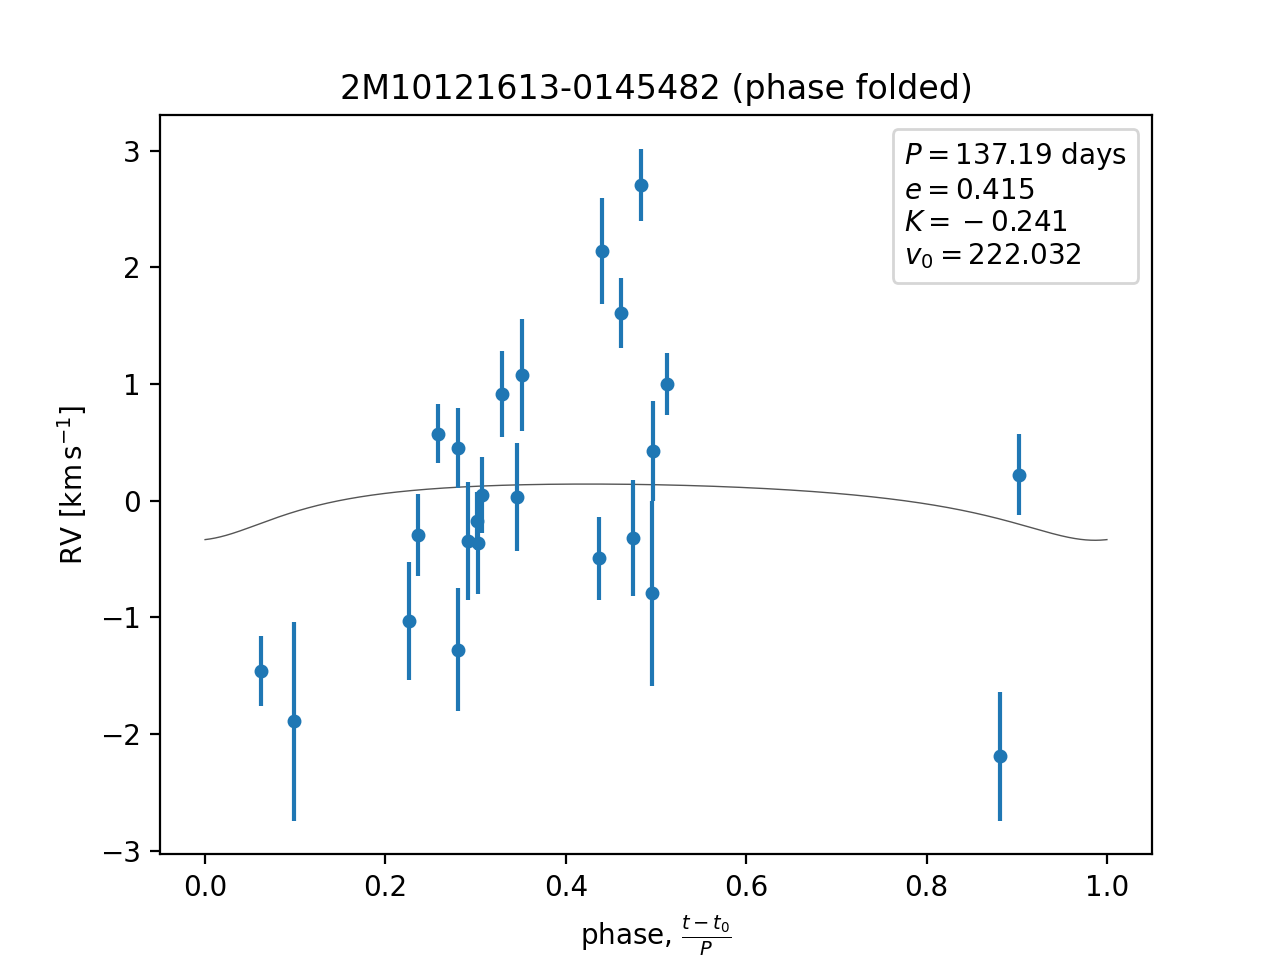 2M10121613-0145482 (phase folded)
P = 137.19 days
e = 0.415
K = −0.241
v₀ = 222.032
3
2
1
0
−1
−2
−3
RV [km s⁻¹]
0.0 0.2 0.4 0.6 0.8 1.0
phase, (t − t₀)/P